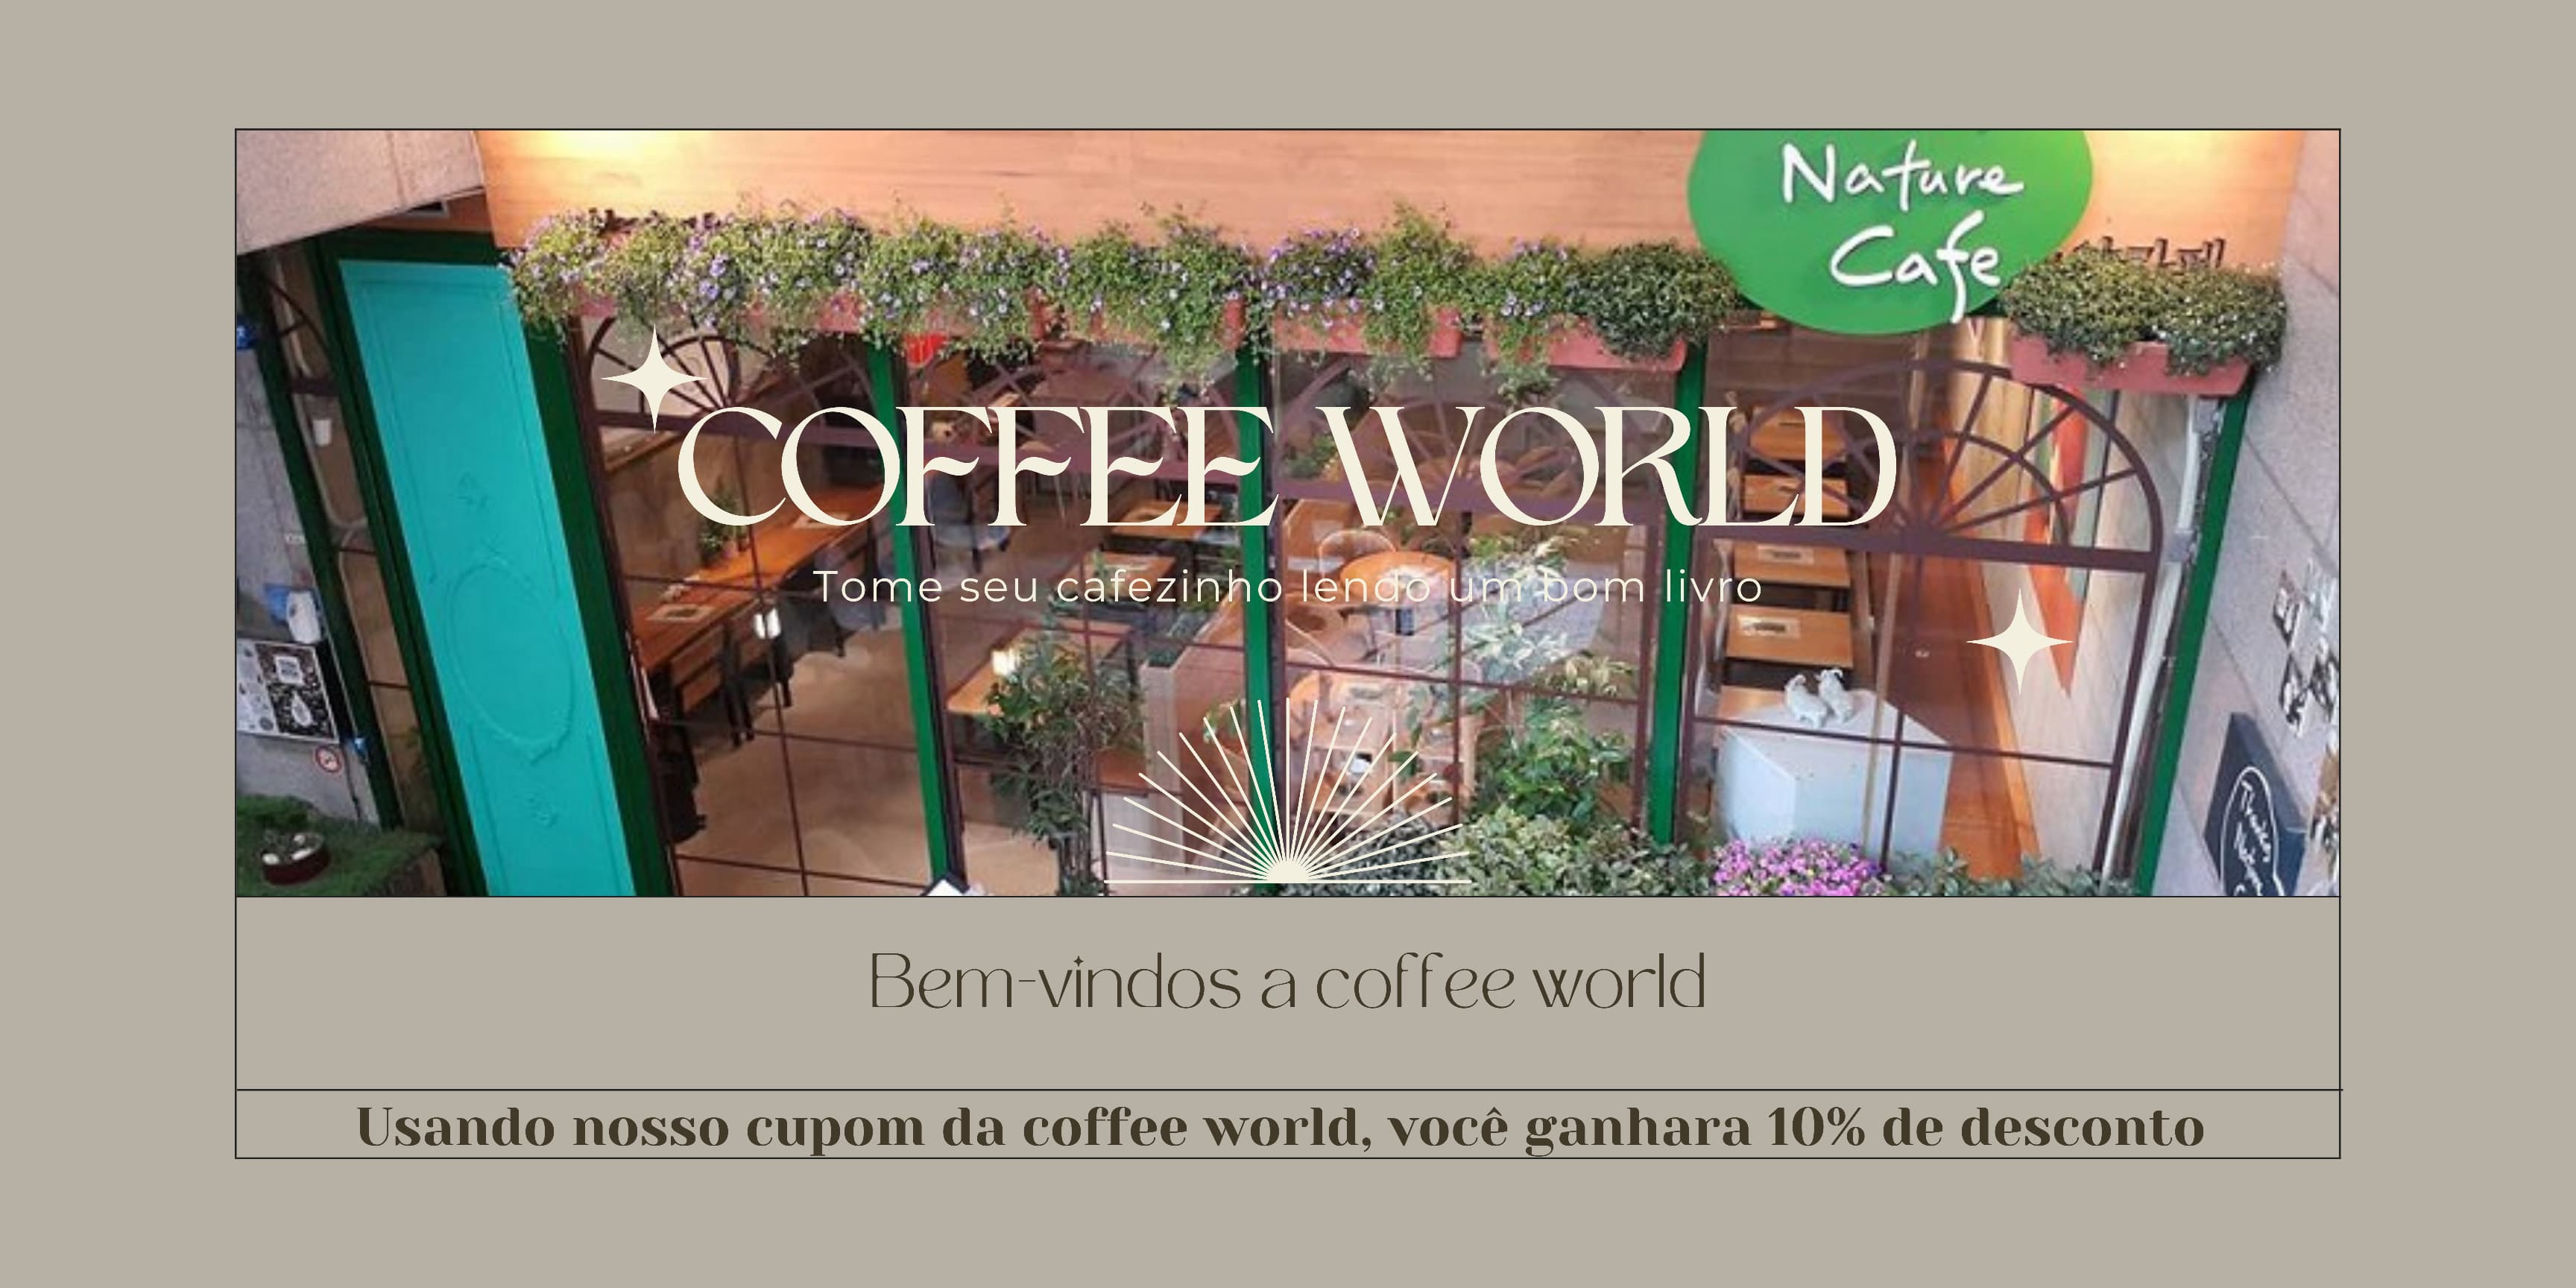 Nature
Cafe
COFFEE WORLD
Tome seu cafezinho lendo um bom livro
Bem-vindos a coffee world
Usando nosso cupom da coffee world, você ganhara 10% de desconto